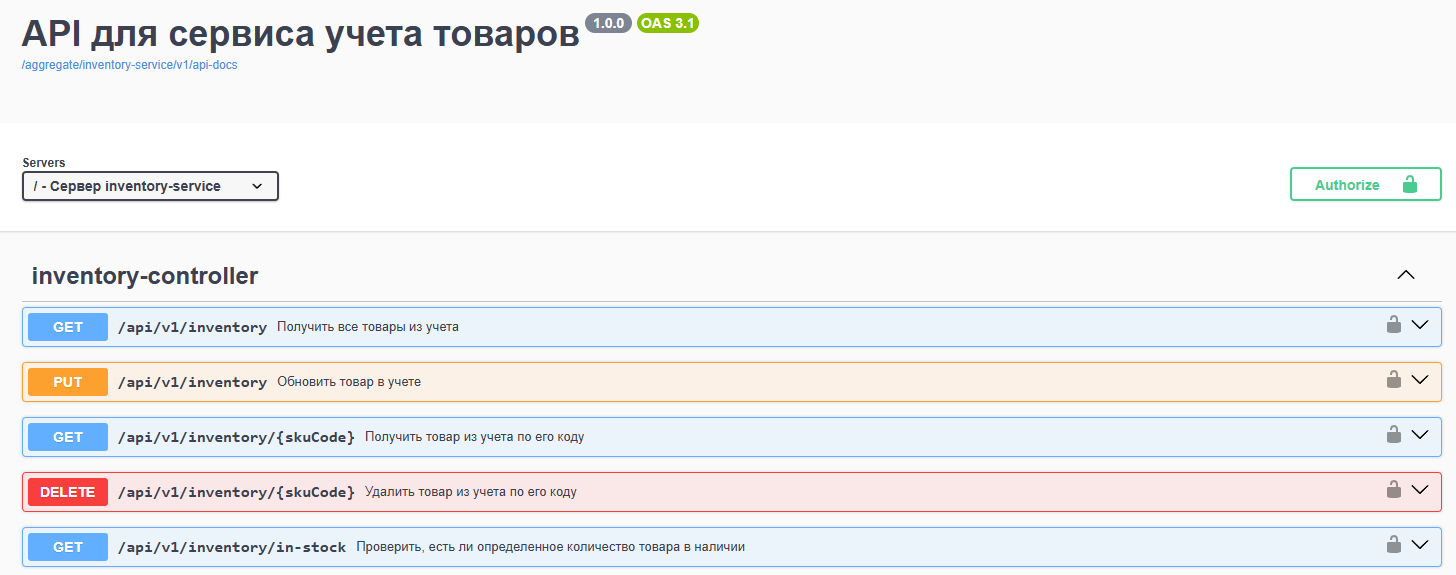 API для сервиса учета товаров 1.0.0 OAS 3.1
/aggregate/inventory-service/v1/api-docs
Servers
/ - Сервер inventory-service
Authorize
inventory-controller
GET /api/v1/inventory Получить все товары из учета
PUT /api/v1/inventory Обновить товар в учете
GET /api/v1/inventory/{skuCode} Получить товар из учета по его коду
DELETE /api/v1/inventory/{skuCode} Удалить товар из учета по его коду
GET /api/v1/inventory/in-stock Проверить, есть ли определенное количество товара в наличии